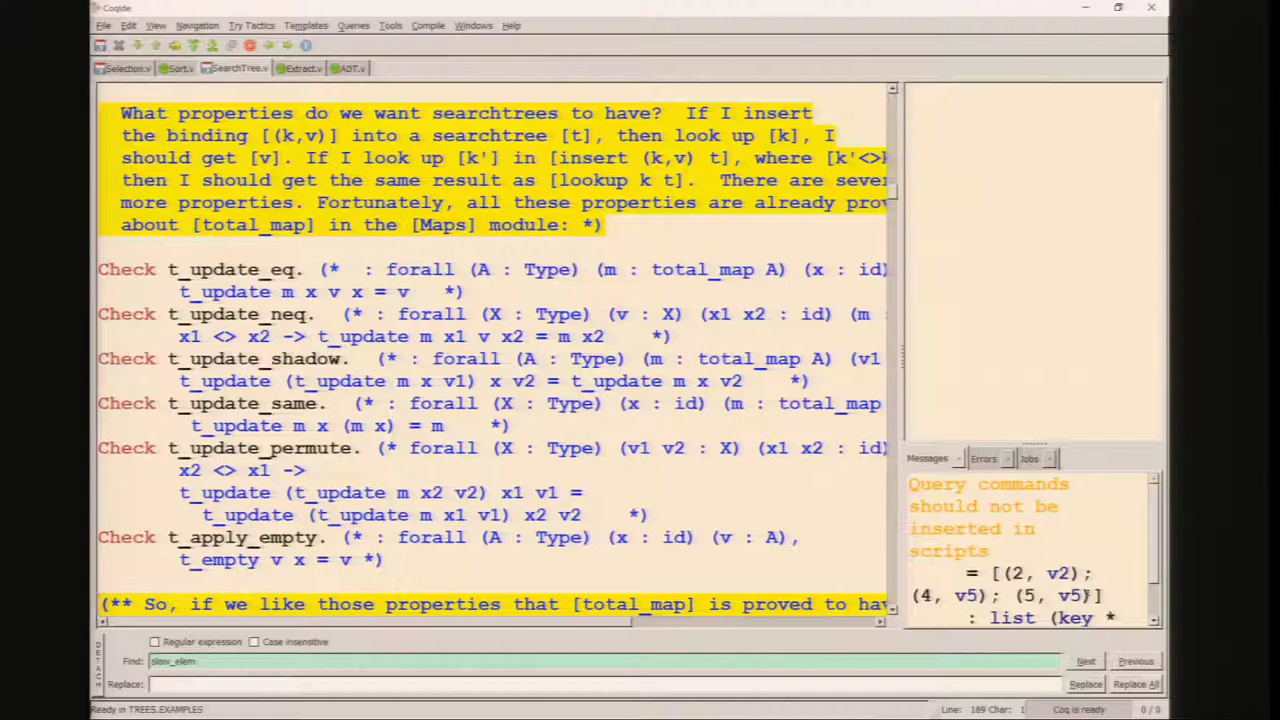 CoqIde
File Edit View Navigation Try Tactics Templates Queries Tools Compile Windows Help
Selection.v Sort.v SearchTree.v Extract.v ADT.v
What properties do we want searchtrees to have? If I insert
the binding [(k,v)] into a searchtree [t], then look up [k], I
should get [v]. If I look up [k'] in [insert (k,v) t], where [k'<>
then I should get the same result as [lookup k t]. There are sever
more properties. Fortunately, all these properties are already prov
about [total_map] in the [Maps] module: *)
Check t_update_eq. (* : forall (A : Type) (m : total_map A) (x : id)
t_update m x v x = v *)
Check t_update_neq. (* : forall (X : Type) (v : X) (x1 x2 : id) (m :
x1 <> x2 -> t_update m x1 v x2 = m x2 *)
Check t_update_shadow. (* : forall (A : Type) (m : total_map A) (v1
t_update (t_update m x v1) x v2 = t_update m x v2 *)
Check t_update_same. (* : forall (X : Type) (x : id) (m : total_map
t_update m x (m x) = m *)
Check t_update_permute. (* forall (X : Type) (v1 v2 : X) (x1 x2 : id)
x2 <> x1 ->
t_update (t_update m x2 v2) x1 v1 =
t_update (t_update m x1 v1) x2 v2 *)
Check t_apply_empty. (* : forall (A : Type) (x : id) (v : A),
t_empty v x = v *)
(** So, if we like those properties that [total_map] is proved to hav
Messages Errors Jobs
Query commands
should not be
inserted in
scripts
= [(2, v2);
(4, v5); (5, v5)]
: list (key *
DETACH
Regular expression Case insensitive
Find: slow_elem
Next Previous
Replace:
Replace Replace All
Ready in TREES.EXAMPLES Line: 189 Char: 1 Coq is ready 0 / 0